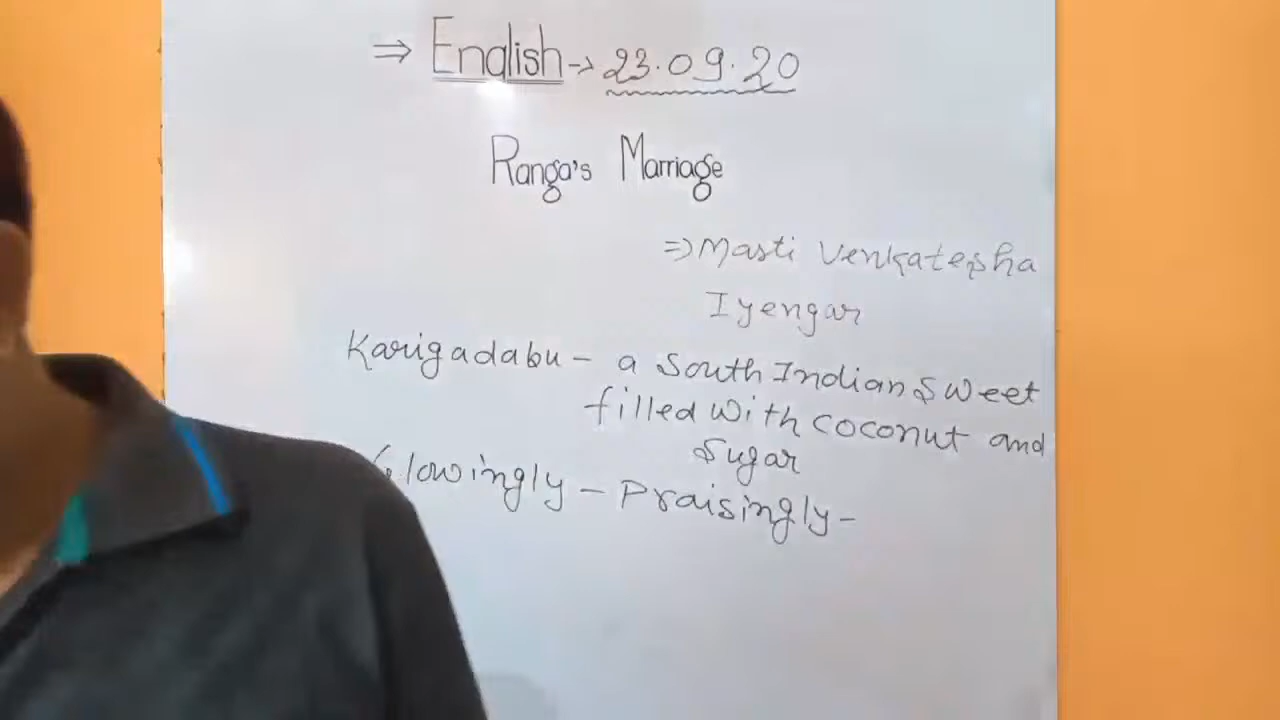 ⇒ English → 23.09.20
Ranga's Marriage
⇒ Masti Venkatesha
Iyengar
Karigadabu - a South Indian Sweet
filled with coconut and
Sugar
Glowingly - Praisingly -